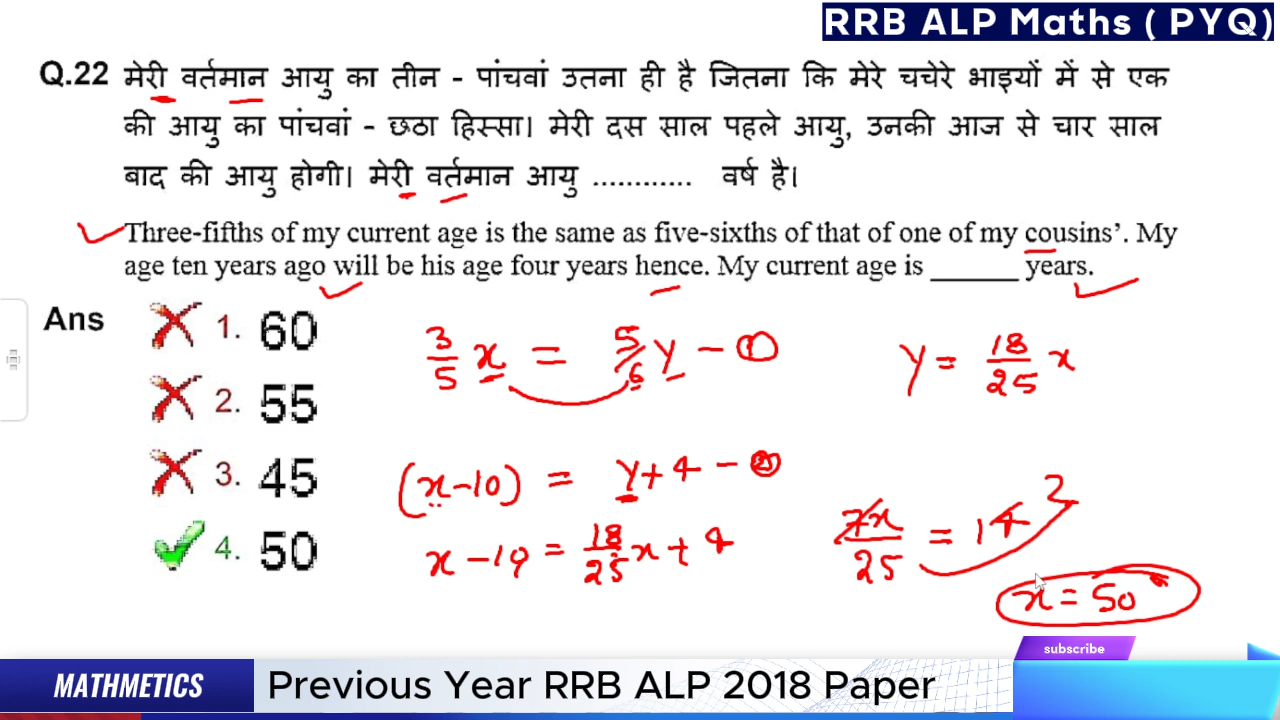 RRB ALP Maths ( PYQ)
Q.22 मेरी वर्तमान आयु का तीन - पांचवां उतना ही है जितना कि मेरे चचेरे भाइयों में से एक
की आयु का पांचवां - छठा हिस्सा। मेरी दस साल पहले आयु, उनकी आज से चार साल
बाद की आयु होगी। मेरी वर्तमान आयु ............ वर्ष है।
Three-fifths of my current age is the same as five-sixths of that of one of my cousins’. My
age ten years ago will be his age four years hence. My current age is ______ years.
Ans
1. 60
2. 55
3. 45
4. 50
3/5 x = 5/6 y - ①
y = 18/25 x
(x-10) = y+4 - ②
x-10 = 18/25 x + 4
7x/25 = 14 2
x = 50
subscribe
MATHMETICS
Previous Year RRB ALP 2018 Paper